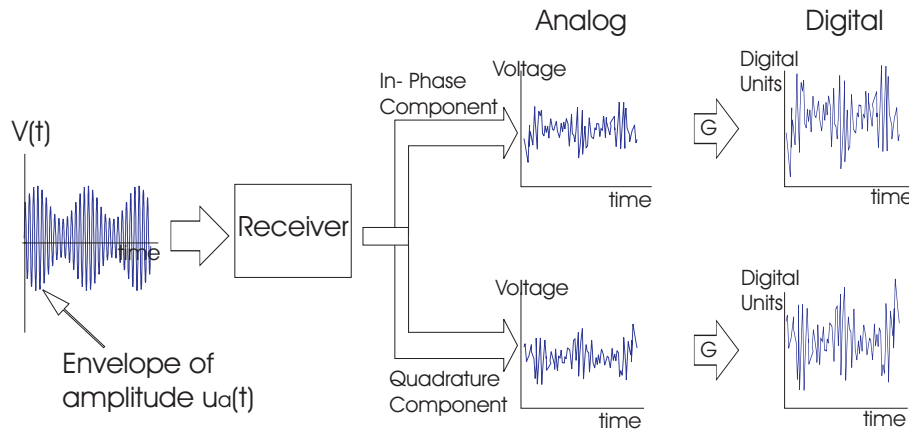 Analog
Digital
V(t)
time
Envelope of
amplitude ua(t)
Receiver
In- Phase
Component
Voltage
time
G
Digital
Units
time
Quadrature
Component
Voltage
time
G
Digital
Units
time